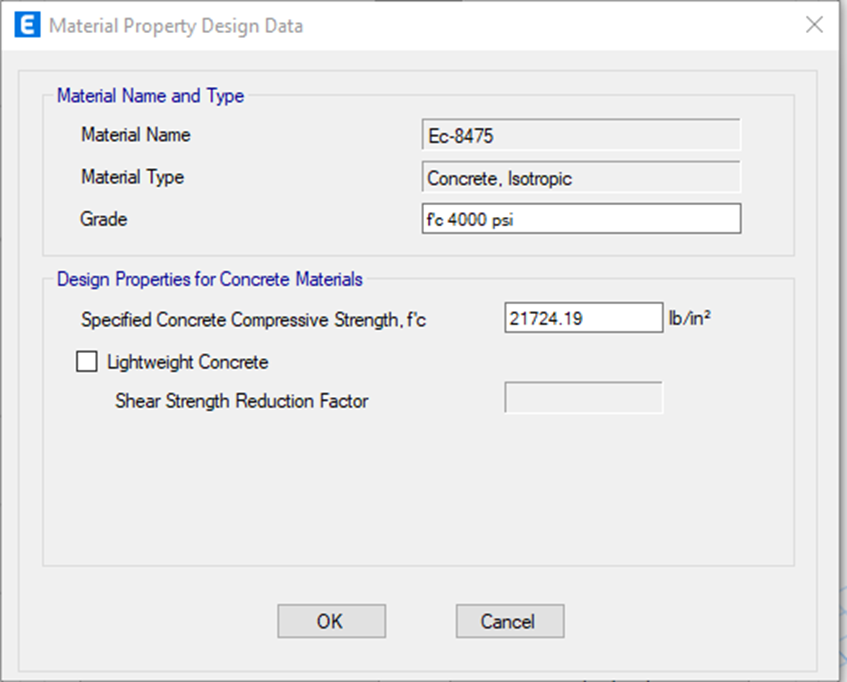 E Material Property Design Data
Material Name and Type
Material Name Ec-8475
Material Type Concrete, Isotropic
Grade f'c 4000 psi
Design Properties for Concrete Materials
Specified Concrete Compressive Strength, f'c 21724.19 lb/in²
Lightweight Concrete
Shear Strength Reduction Factor
OK Cancel